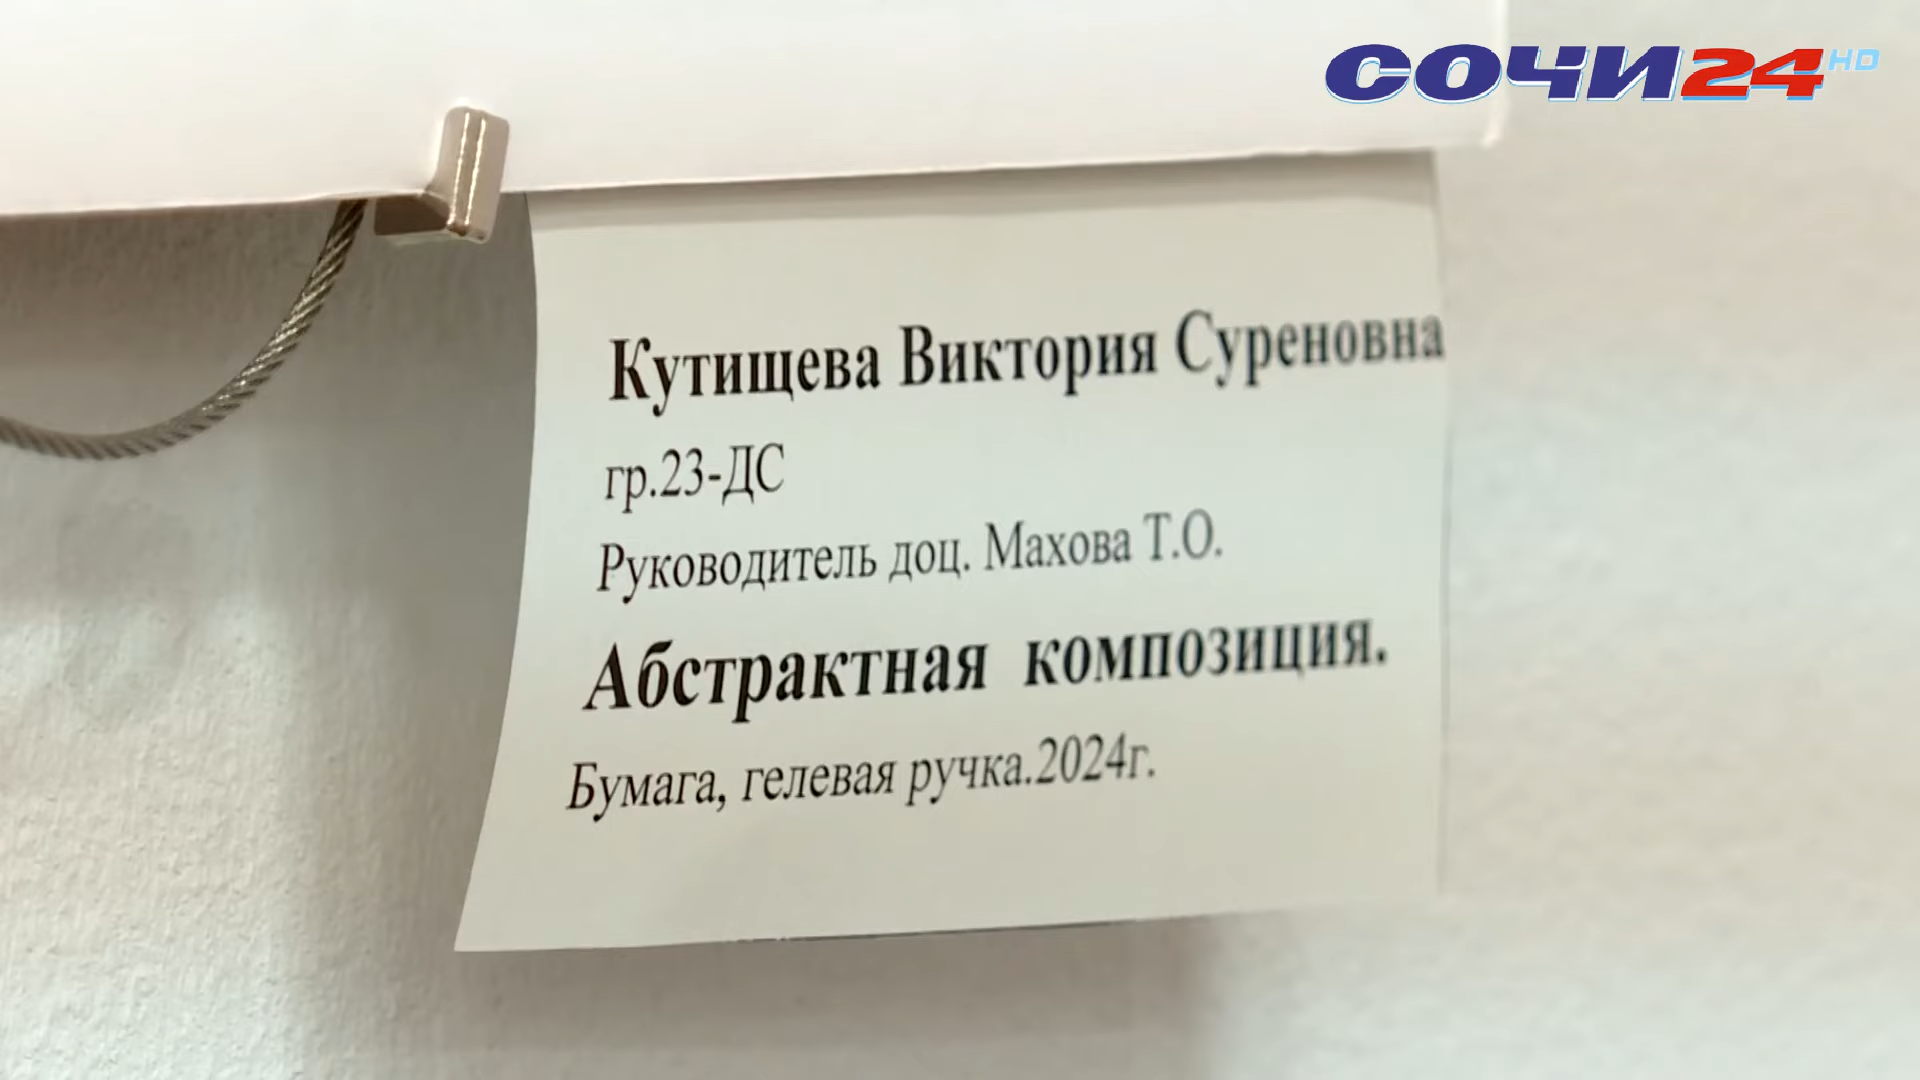 СОЧИ24 HD
Кутищева Виктория Суреновна
гр.23-ДС
Руководитель доц. Махова Т.О.
Абстрактная композиция.
Бумага, гелевая ручка.2024г.